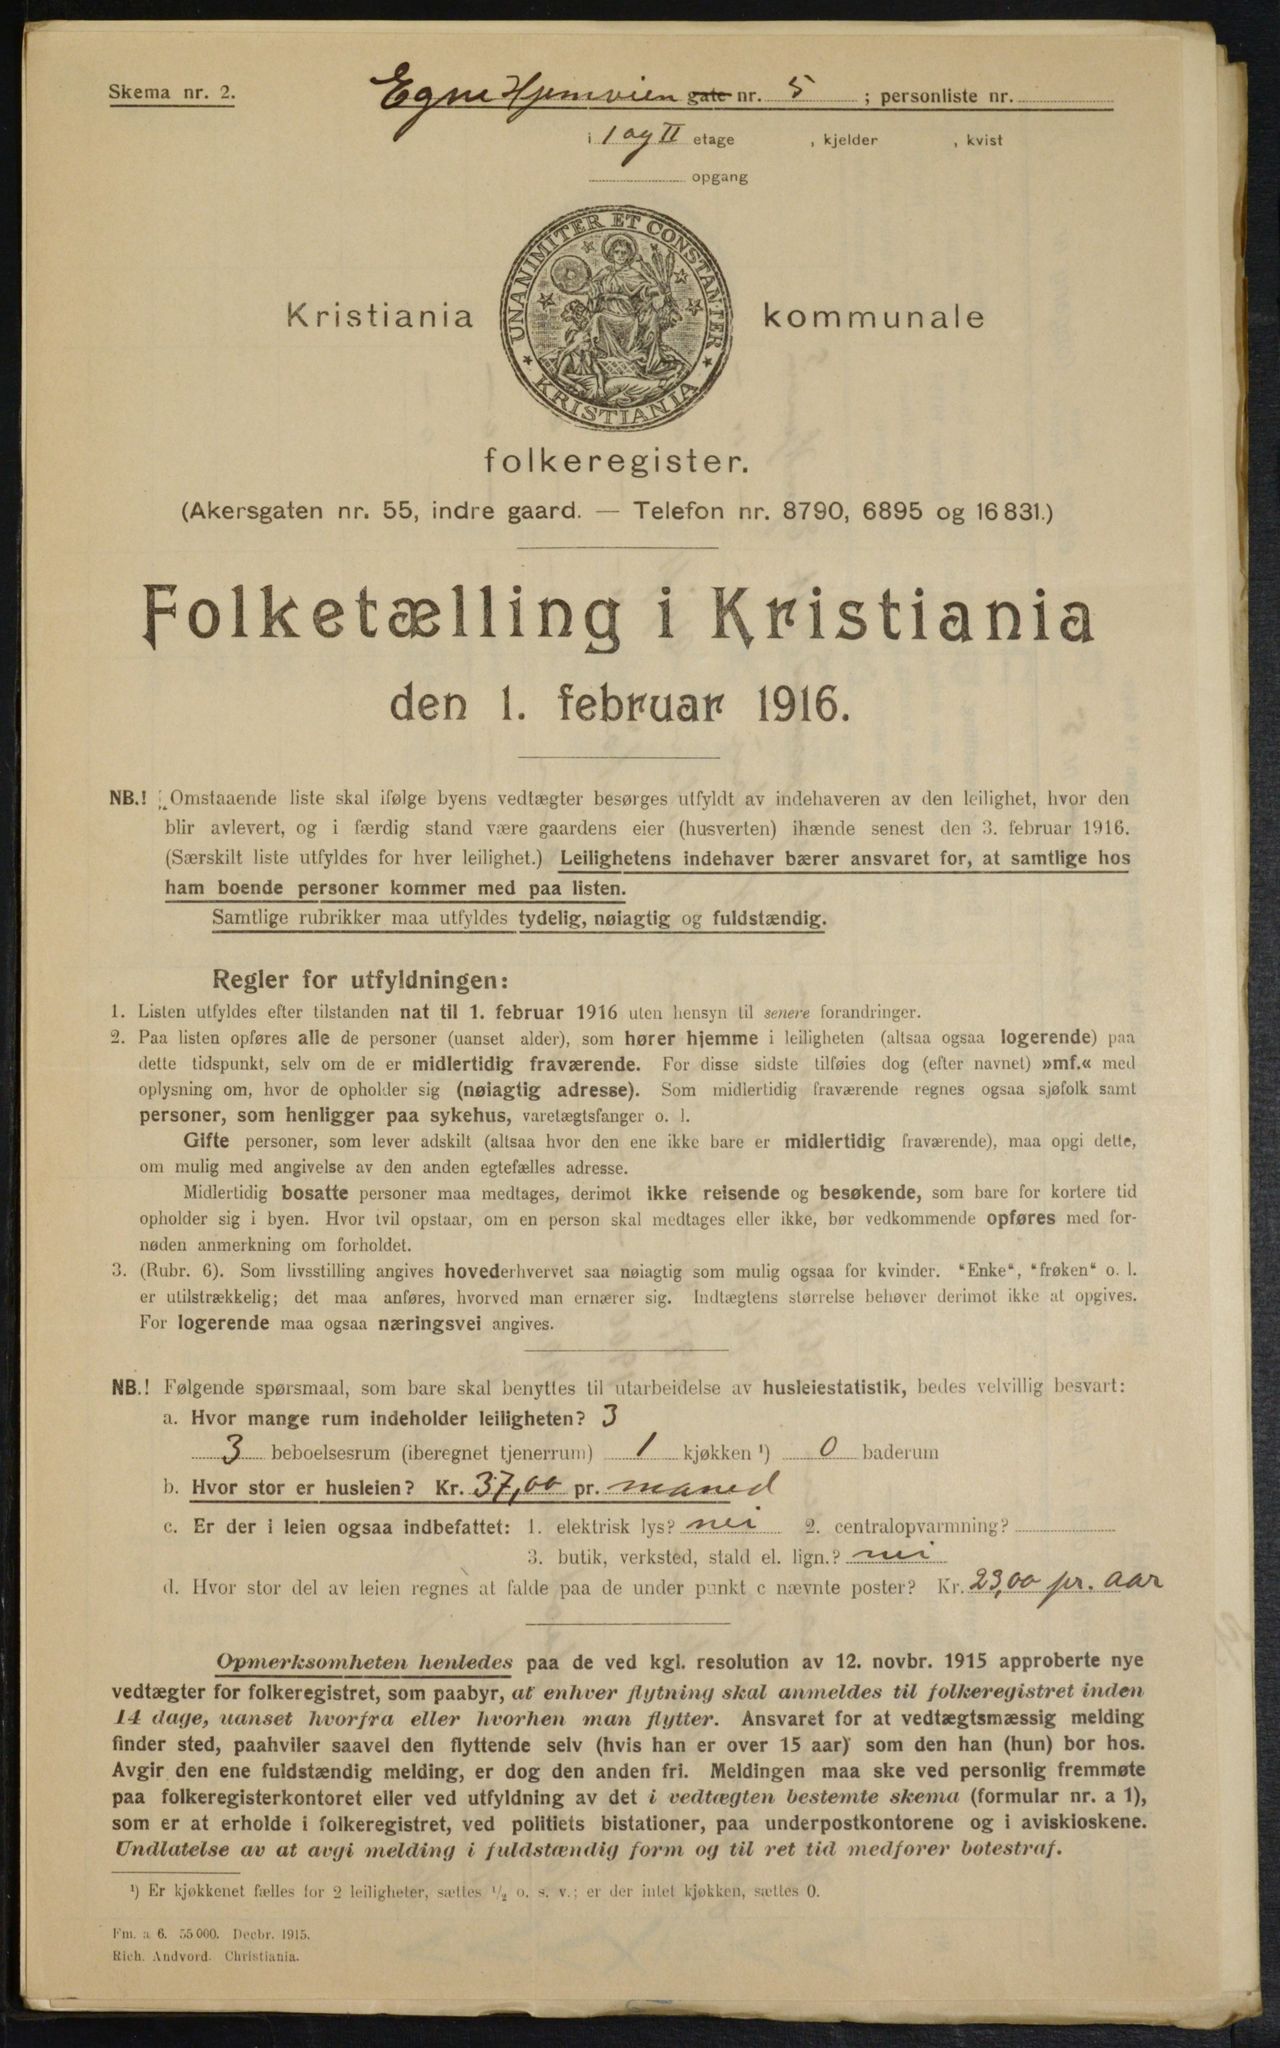 Skema nr. 2.
Egne Hjemveien gate nr. 5 ; personliste nr.
i 1 og II etage , kjelder , kvist
opgang
UNANIMITER ET CONSTANTER
KRISTIANIA
Kristiania kommunale
folkeregister.
(Akersgaten nr. 55, indre gaard. — Telefon nr. 8790, 6895 og 16 831.)
Folketælling i Kristiania
den 1. februar 1916.
NB.! Omstaaende liste skal ifølge byens vedtægter besørges utfyldt av indehaveren av den leilighet, hvor den
blir avlevert, og i færdig stand være gaardens eier (husverten) ihænde senest den 3. februar 1916.
(Særskilt liste utfyldes for hver leilighet.) Leilighetens indehaver bærer ansvaret for, at samtlige hos
ham boende personer kommer med paa listen.
Samtlige rubrikker maa utfyldes tydelig, nøiagtig og fuldstændig.
Regler for utfyldningen:
1. Listen utfyldes efter tilstanden nat til 1. februar 1916 uten hensyn til senere forandringer.
2. Paa listen opføres alle de personer (uanset alder), som hører hjemme i leiligheten (altsaa ogsaa logerende) paa
dette tidspunkt, selv om de er midlertidig fraværende. For disse sidste tilføies dog (efter navnet) »mf.« med
oplysning om, hvor de opholder sig (nøiagtig adresse). Som midlertidig fraværende regnes ogsaa sjøfolk samt
personer, som henligger paa sykehus, varetægtsfanger o. l.
Gifte personer, som lever adskilt (altsaa hvor den ene ikke bare er midlertidig fraværende), maa opgi dette,
om mulig med angivelse av den anden egtefælles adresse.
Midlertidig bosatte personer maa medtages, derimot ikke reisende og besøkende, som bare for kortere tid
opholder sig i byen. Hvor tvil opstaar, om en person skal medtages eller ikke, bør vedkommende opføres med for-
nøden anmerkning om forholdet.
3. (Rubr. 6). Som livsstilling angives hovederhvervet saa nøiagtig som mulig ogsaa for kvinder. “Enke“, “frøken“ o. l.
er utilstrækkelig; det maa anføres, hvorved man ernærer sig. Indtægtens størrelse behøver derimot ikke at opgives.
For logerende maa ogsaa næringsvei angives.
NB.! Følgende spørsmaal, som bare skal benyttes til utarbeidelse av husleiestatistik, bedes velvillig besvart:
a. Hvor mange rum indeholder leiligheten? 3
3 beboelsesrum (iberegnet tjenerrum) 1 kjøkken ¹) 0 baderum
b. Hvor stor er husleien? Kr. 37,00 pr. maned
c. Er der i leien ogsaa indbefattet: 1. elektrisk lys? nei 2. centralopvarmning?
3. butik, verksted, stald el. lign.? nei
d. Hvor stor del av leien regnes at falde paa de under punkt c nævnte poster? Kr. 23,00 pr. aar
Opmerksomheten henledes paa de ved kgl. resolution av 12. novbr. 1915 approberte nye
vedtægter for folkeregistret, som paabyr, at enhver flytning skal anmeldes til folkeregistret inden
14 dage, uanset hvorfra eller hvorhen man flytter. Ansvaret for at vedtægtsmæssig melding
finder sted, paahviler saavel den flyttende selv (hvis han er over 15 aar) som den han (hun) bor hos.
Avgir den ene fuldstændig melding, er dog den anden fri. Meldingen maa ske ved personlig fremmøte
paa folkeregisterkontoret eller ved utfyldning av det i vedtægten bestemte skema (formular nr. a 1),
som er at erholde i folkeregistret, ved politiets bistationer, paa underpostkontorene og i aviskioskene.
Undlatelse av at avgi melding i fuldstændig form og til ret tid medfører botestraf.
¹) Er kjøkkenet fælles for 2 leiligheter, sættes ½ o. s. v.; er der intet kjøkken, sættes 0.
Fm. a 6. 55 000. Decbr. 1915.
Rich. Andvord. Christiania.